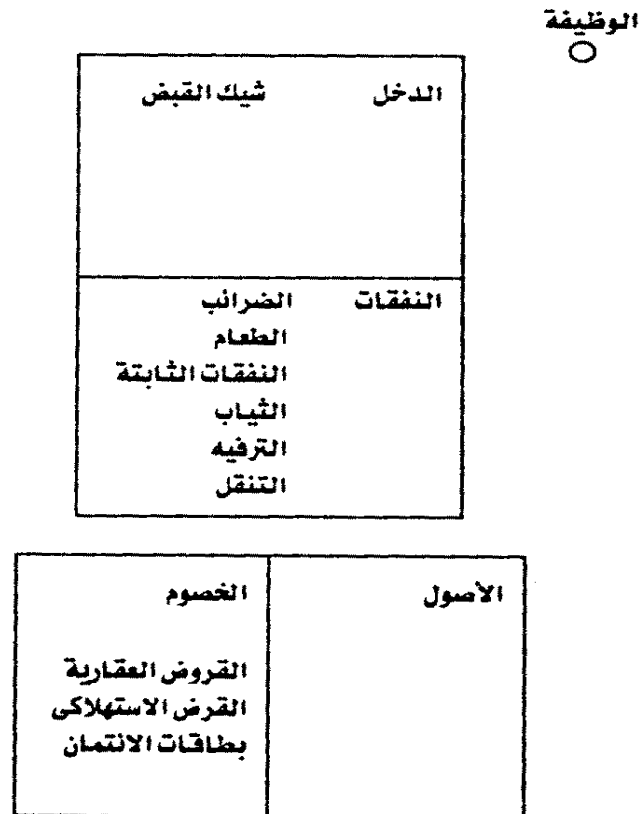 الوظيفة
الدخل شيك القبض
النفقات الضرائب
الطعام
النفقات الثابتة
الثياب
الترفيه
التنقل
الأصول الخصوم
القروض العقارية
القرض الاستهلاكى
بطاقات الائتمان